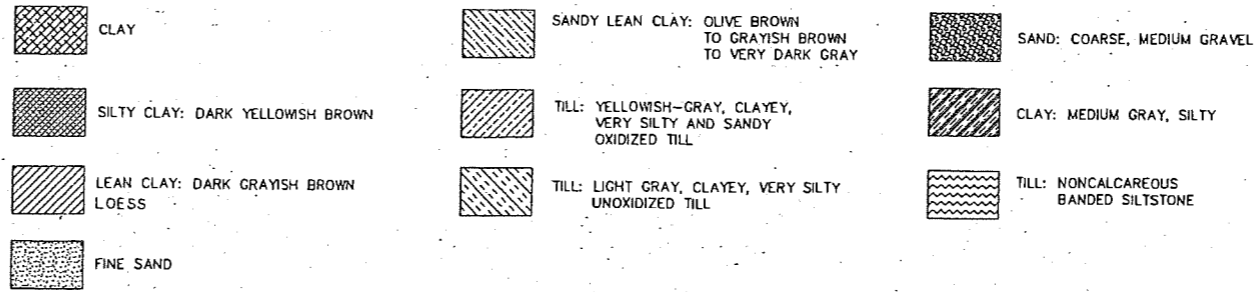 CLAY
SILTY CLAY: DARK YELLOWISH BROWN
LEAN CLAY: DARK GRAYISH BROWN
LOESS
FINE SAND
SANDY LEAN CLAY: OLIVE BROWN
TO GRAYISH BROWN
TO VERY DARK GRAY
TILL: YELLOWISH-GRAY, CLAYEY,
VERY SILTY AND SANDY
OXIDIZED TILL
TILL: LIGHT GRAY, CLAYEY, VERY SILTY
UNOXIDIZED TILL
SAND: COARSE, MEDIUM GRAVEL
CLAY: MEDIUM GRAY, SILTY
TILL: NONCALCAREOUS
BANDED SILTSTONE